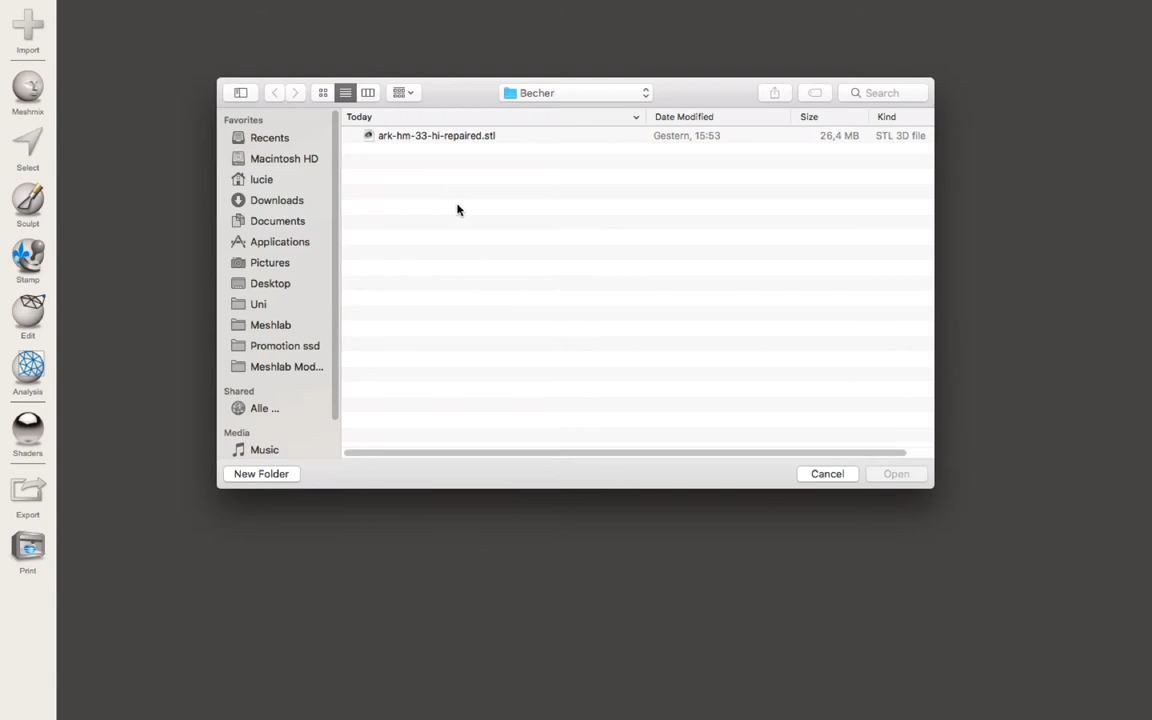 Import
Meshmix
Select
Sculpt
Stamp
Edit
Analysis
Shaders
Export
Print
Becher
Search
Favorites
Recents
Macintosh HD
lucie
Downloads
Documents
Applications
Pictures
Desktop
Uni
Meshlab
Promotion ssd
Meshlab Mod...
Shared
Alle ...
Media
Music
Today Date Modified Size Kind
ark-hm-33-hi-repaired.stl Gestern, 15:53 26,4 MB STL 3D file
New Folder Cancel Open